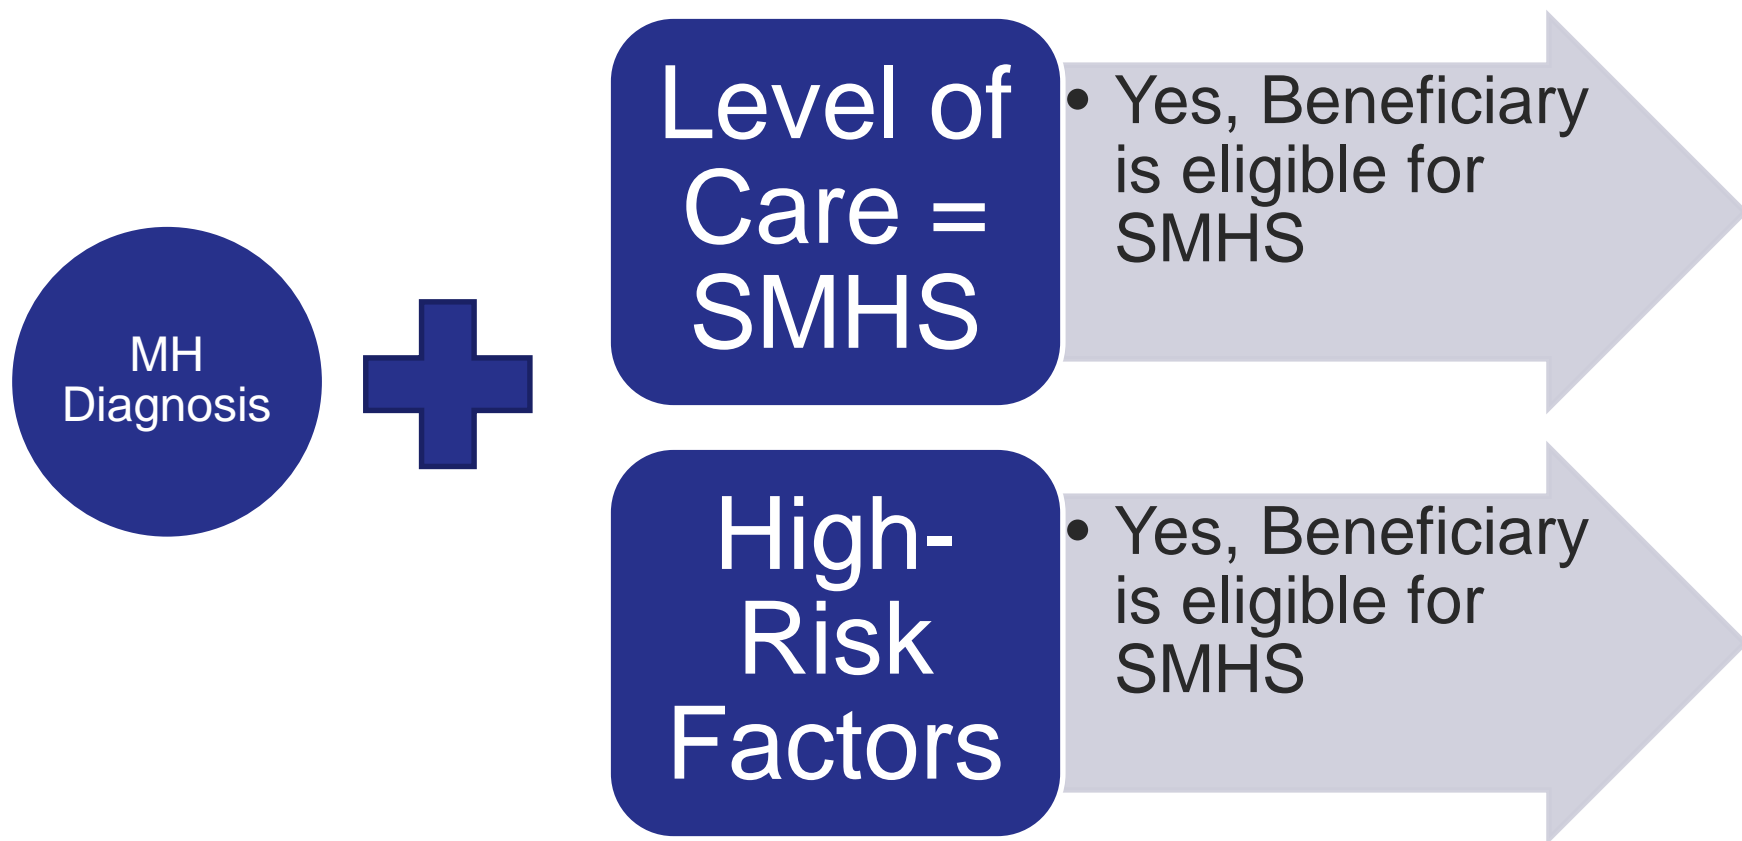 MH
Diagnosis
Level of
Care =
SMHS
• Yes, Beneficiary
is eligible for
SMHS
High-
Risk
Factors
• Yes, Beneficiary
is eligible for
SMHS